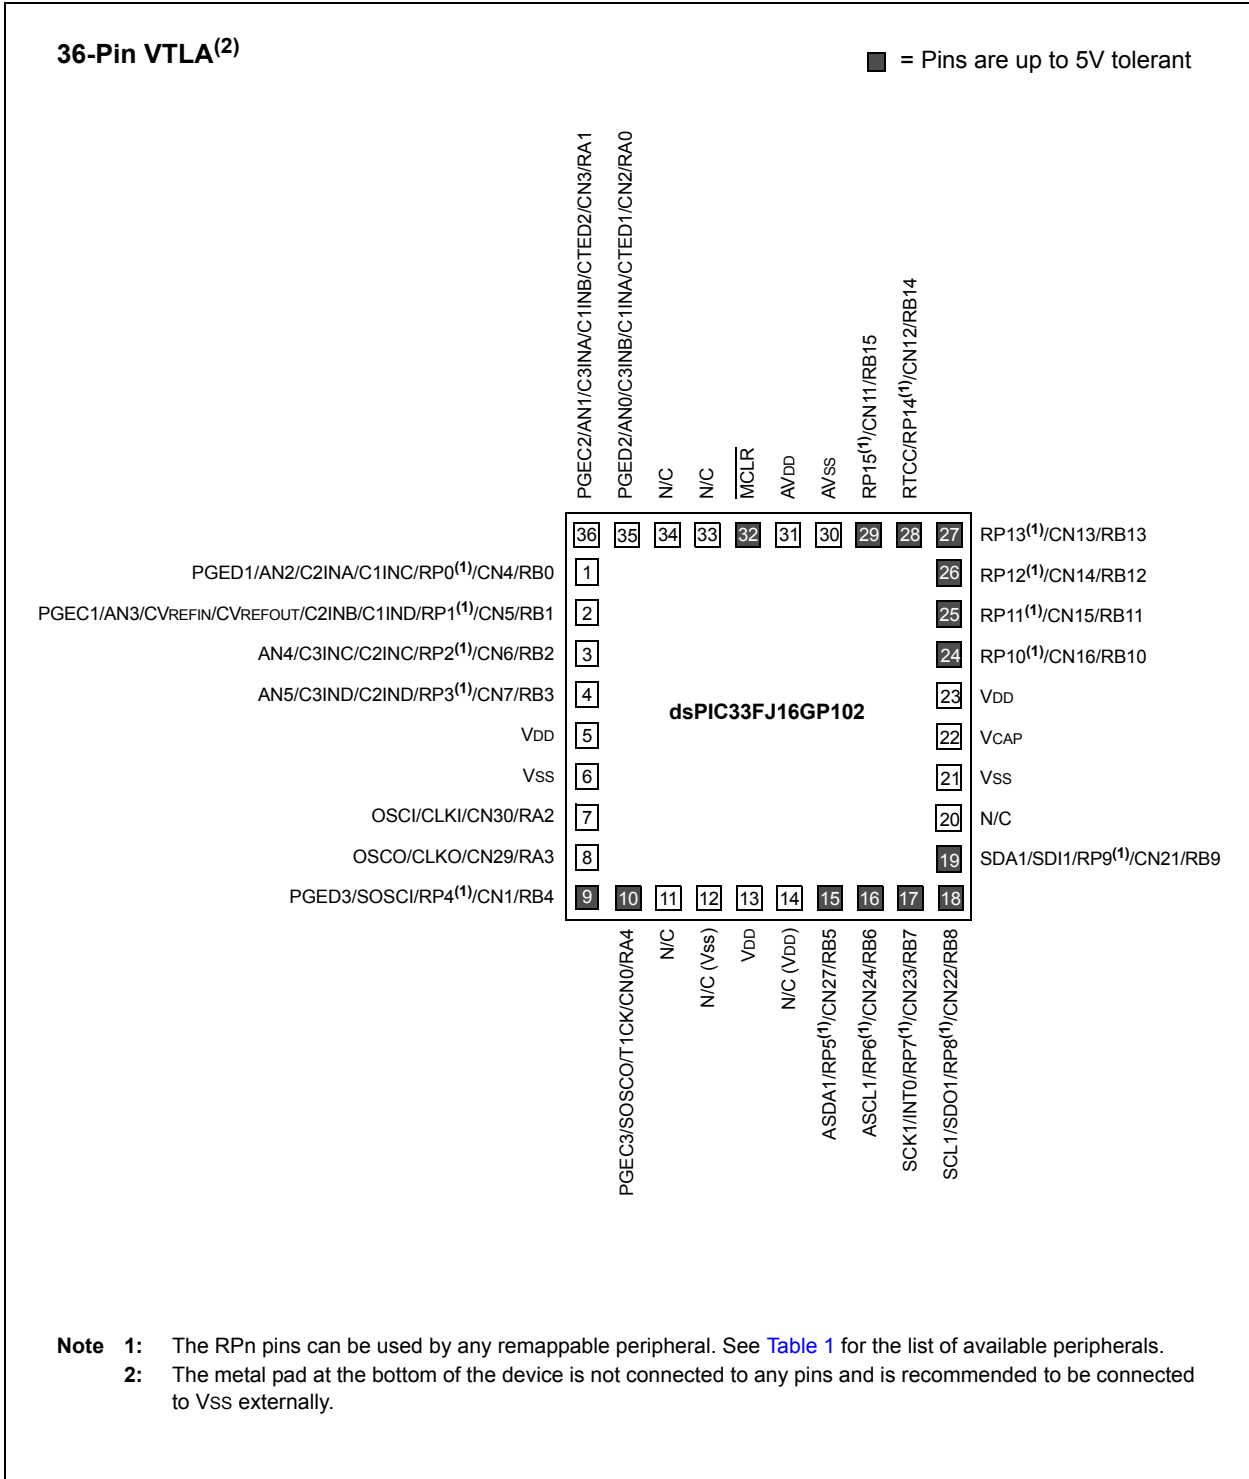 36-Pin VTLA(2)
= Pins are up to 5V tolerant
PGEC2/AN1/C3INA/C1INB/CTED2/CN3/RA1
PGED2/AN0/C3INB/C1INA/CTED1/CN2/RA0
N/C
N/C
MCLR
AVDD
AVSS
RP15(1)/CN11/RB15
RTCC/RP14(1)/CN12/RB14
36 35 34 33 32 31 30 29 28 27 RP13(1)/CN13/RB13
PGED1/AN2/C2INA/C1INC/RP0(1)/CN4/RB0 1 26 RP12(1)/CN14/RB12
PGEC1/AN3/CVREFIN/CVREFOUT/C2INB/C1IND/RP1(1)/CN5/RB1 2 25 RP11(1)/CN15/RB11
AN4/C3INC/C2INC/RP2(1)/CN6/RB2 3 24 RP10(1)/CN16/RB10
AN5/C3IND/C2IND/RP3(1)/CN7/RB3 4 23 VDD
dsPIC33FJ16GP102
VDD 5 22 VCAP
VSS 6 21 VSS
OSCI/CLKI/CN30/RA2 7 20 N/C
OSCO/CLKO/CN29/RA3 8 19 SDA1/SDI1/RP9(1)/CN21/RB9
PGED3/SOSCI/RP4(1)/CN1/RB4 9 10 11 12 13 14 15 16 17 18
PGEC3/SOSCO/T1CK/CN0/RA4
N/C
N/C (Vss)
VDD
N/C (VDD)
ASDA1/RP5(1)/CN27/RB5
ASCL1/RP6(1)/CN24/RB6
SCK1/INT0/RP7(1)/CN23/RB7
SCL1/SDO1/RP8(1)/CN22/RB8
Note 1: The RPn pins can be used by any remappable peripheral. See Table 1 for the list of available peripherals.
2: The metal pad at the bottom of the device is not connected to any pins and is recommended to be connected
to VSS externally.